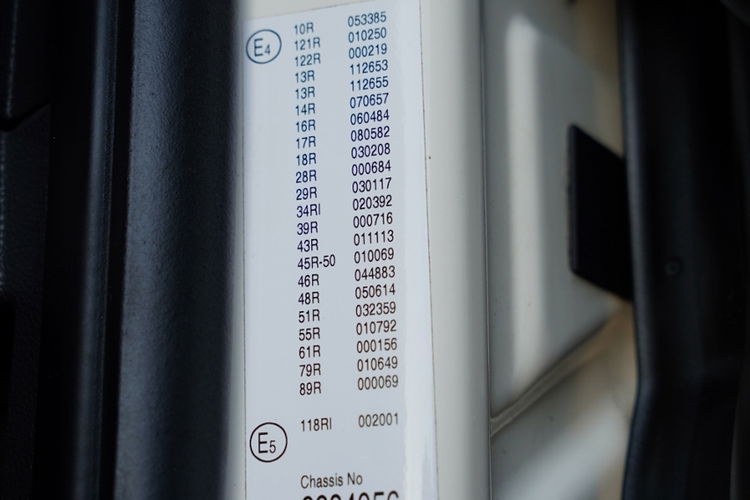 E4
10R 053385
121R 010250
122R 000219
13R 112653
13R 112655
14R 070657
16R 060484
17R 080582
18R 030208
28R 000684
29R 030117
34RI 020392
39R 000716
43R 011113
45R-50 010069
46R 044883
48R 050614
51R 032359
55R 010792
61R 000156
79R 010649
89R 000069
E5
118RI 002001
Chassis No